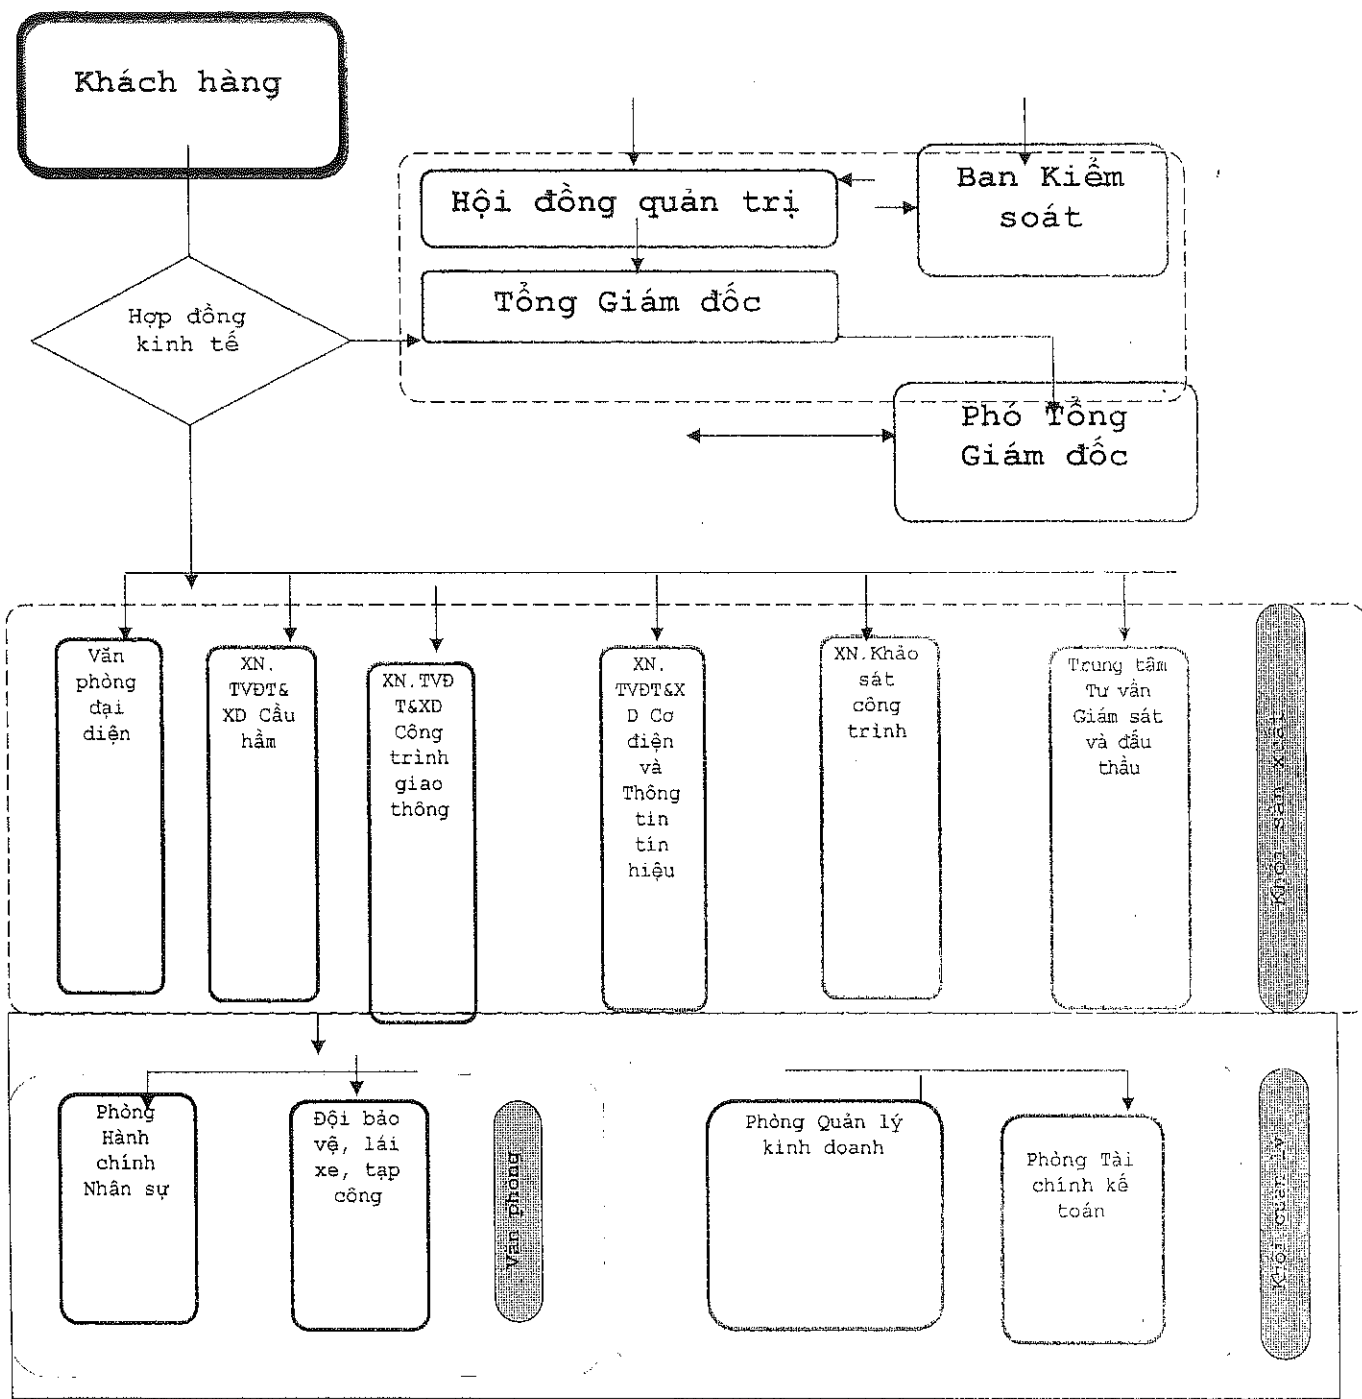 Khách hàng
Hội đồng quản trị
Ban Kiểm
soát
Tổng Giám đốc
Hợp đồng
kinh tế
Phó Tổng
Giám đốc
Văn
phòng
đại
diện
XN.
TVĐT&
XD Cầu
hầm
XN.TVĐ
T&XD
Công
trình
giao
thông
XN.
TVĐT&X
D Cơ
điện
và
Thông
tin
tín
hiệu
XN.Khảo
sát
công
trình
Trung tâm
Tư vấn
Giám sát
và đấu
thầu
Khối sản xuất
Phòng
Hành
chính
Nhân sự
Đội bảo
vệ, lái
xe, tạp
công
Văn phòng
Phòng Quản lý
kinh doanh
Phòng Tài
chính kế
toán
Khối quản lý